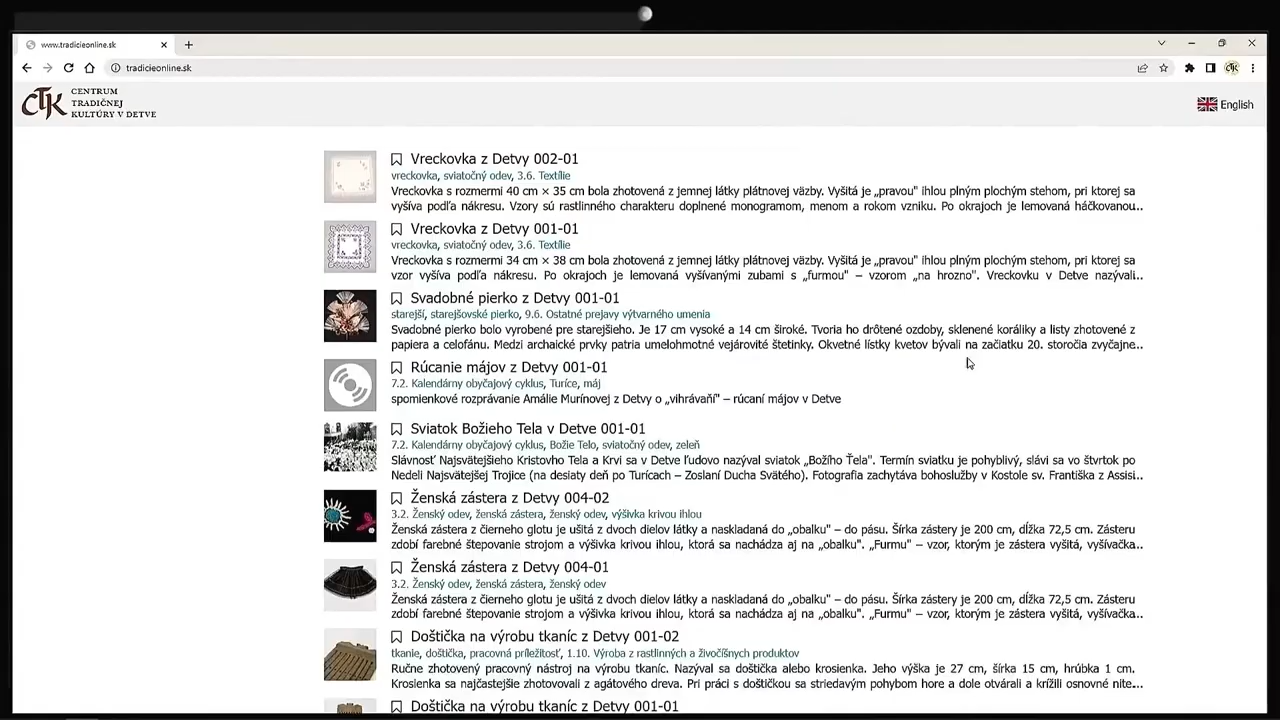 www.tradicieonline.sk
tradicieonline.sk
CTK
CENTRUM
TRADIČNEJ
KULTÚRY V DETVE
English
Vreckovka z Detvy 002-01
vreckovka, sviatočný odev, 3.6. Textílie
Vreckovka s rozmermi 40 cm × 35 cm bola zhotovená z jemnej látky plátnovej väzby. Vyšitá je „pravou" ihlou plným plochým stehom, pri ktorej sa
vyšíva podľa nákresu. Vzory sú rastlinného charakteru doplnené monogramom, menom a rokom vzniku. Po okrajoch je lemovaná háčkovanou..
Vreckovka z Detvy 001-01
vreckovka, sviatočný odev, 3.6. Textílie
Vreckovka s rozmermi 34 cm × 38 cm bola zhotovená z jemnej látky plátnovej väzby. Vyšitá je „pravou" ihlou plným plochým stehom, pri ktorej sa
vzor vyšíva podľa nákresu. Po okrajoch je lemovaná vyšívanými zubami s „furmou" – vzorom „na hrozno". Vreckovku v Detve nazývali..
Svadobné pierko z Detvy 001-01
starejší, starejšovské pierko, 9.6. Ostatné prejavy výtvarného umenia
Svadobné pierko bolo vyrobené pre starejšieho. Je 17 cm vysoké a 14 cm široké. Tvoria ho drôtené ozdoby, sklenené koráliky a listy zhotovené z
papiera a celofánu. Medzi archaické prvky patria umelohmotné vejárovité štetinky. Okvetné lístky kvetov bývali na začiatku 20. storočia zvyčajne..
Rúcanie májov z Detvy 001-01
7.2. Kalendárny obyčajový cyklus, Turíce, máj
spomienkové rozprávanie Amálie Murínovej z Detvy o „vihrávaňí" – rúcaní májov v Detve
Sviatok Božieho Tela v Detve 001-01
7.2. Kalendárny obyčajový cyklus, Božie Telo, sviatočný odev, zeleň
Slávnosť Najsvätejšieho Kristovho Tela a Krvi sa v Detve ľudovo nazýval sviatok „Božího Ťela". Termín sviatku je pohyblivý, slávi sa vo štvrtok po
Nedeli Najsvätejšej Trojice (na desiaty deň po Turícach – Zoslaní Ducha Svätého). Fotografia zachytáva bohoslužby v Kostole sv. Františka z Assisi..
Ženská zástera z Detvy 004-02
3.2. Ženský odev, ženská zástera, ženský odev, výšivka krivou ihlou
Ženská zástera z čierneho glotu je ušitá z dvoch dielov látky a naskladaná do „obalku" – do pásu. Šírka zástery je 200 cm, dĺžka 72,5 cm. Zásteru
zdobí farebné štepovanie strojom a výšivka krivou ihlou, ktorá sa nachádza aj na „obalku". „Furmu" – vzor, ktorým je zástera vyšitá, vyšívačka..
Ženská zástera z Detvy 004-01
3.2. Ženský odev, ženská zástera, ženský odev
Ženská zástera z čierneho glotu je ušitá z dvoch dielov látky a naskladaná do „obalku" – do pásu. Šírka zástery je 200 cm, dĺžka 72,5 cm. Zásteru
zdobí farebné štepovanie strojom a výšivka krivou ihlou, ktorá sa nachádza aj na „obalku". „Furmu" – vzor, ktorým je zástera vyšitá, vyšívačka..
Doštička na výrobu tkaníc z Detvy 001-02
tkanie, doštička, pracovná príležitosť, 1.10. Výroba z rastlinných a živočíšnych produktov
Ručne zhotovený pracovný nástroj na výrobu tkaníc. Nazýval sa doštička alebo krosienka. Jeho výška je 27 cm, šírka 15 cm, hrúbka 1 cm.
Krosienka sa najčastejšie zhotovovali z agátového dreva. Pri práci s doštičkou sa striedavým pohybom hore a dole otvárali a krížili osnovné nite..
Doštička na výrobu tkaníc z Detvy 001-01